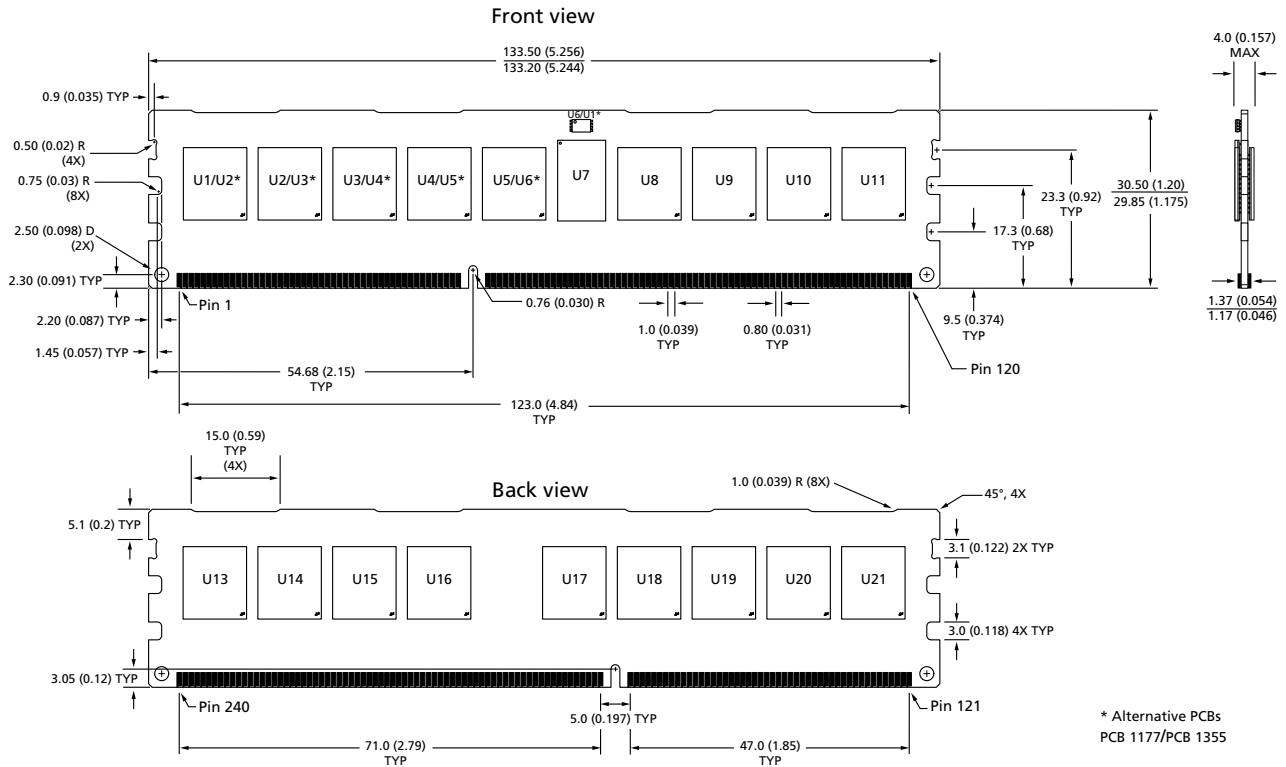 Front view
133.50 (5.256)
133.20 (5.244)
4.0 (0.157)
MAX
0.9 (0.035) TYP
U6/U1*
0.50 (0.02) R
(4X)
0.75 (0.03) R
(8X)
2.50 (0.098) D
(2X)
2.30 (0.091) TYP
2.20 (0.087) TYP
1.45 (0.057) TYP
U1/U2*
U2/U3*
U3/U4*
U4/U5*
U5/U6*
U7
U8
U9
U10
U11
23.3 (0.92)
TYP
30.50 (1.20)
29.85 (1.175)
17.3 (0.68)
TYP
Pin 1
0.76 (0.030) R
1.0 (0.039)
TYP
0.80 (0.031)
TYP
9.5 (0.374)
TYP
1.37 (0.054)
1.17 (0.046)
Pin 120
54.68 (2.15)
TYP
123.0 (4.84)
TYP
15.0 (0.59)
TYP
(4X)
Back view
1.0 (0.039) R (8X)
45°, 4X
5.1 (0.2) TYP
3.1 (0.122) 2X TYP
U13
U14
U15
U16
U17
U18
U19
U20
U21
3.0 (0.118) 4X TYP
3.05 (0.12) TYP
Pin 240
5.0 (0.197) TYP
Pin 121
71.0 (2.79)
TYP
47.0 (1.85)
TYP
* Alternative PCBs
PCB 1177/PCB 1355